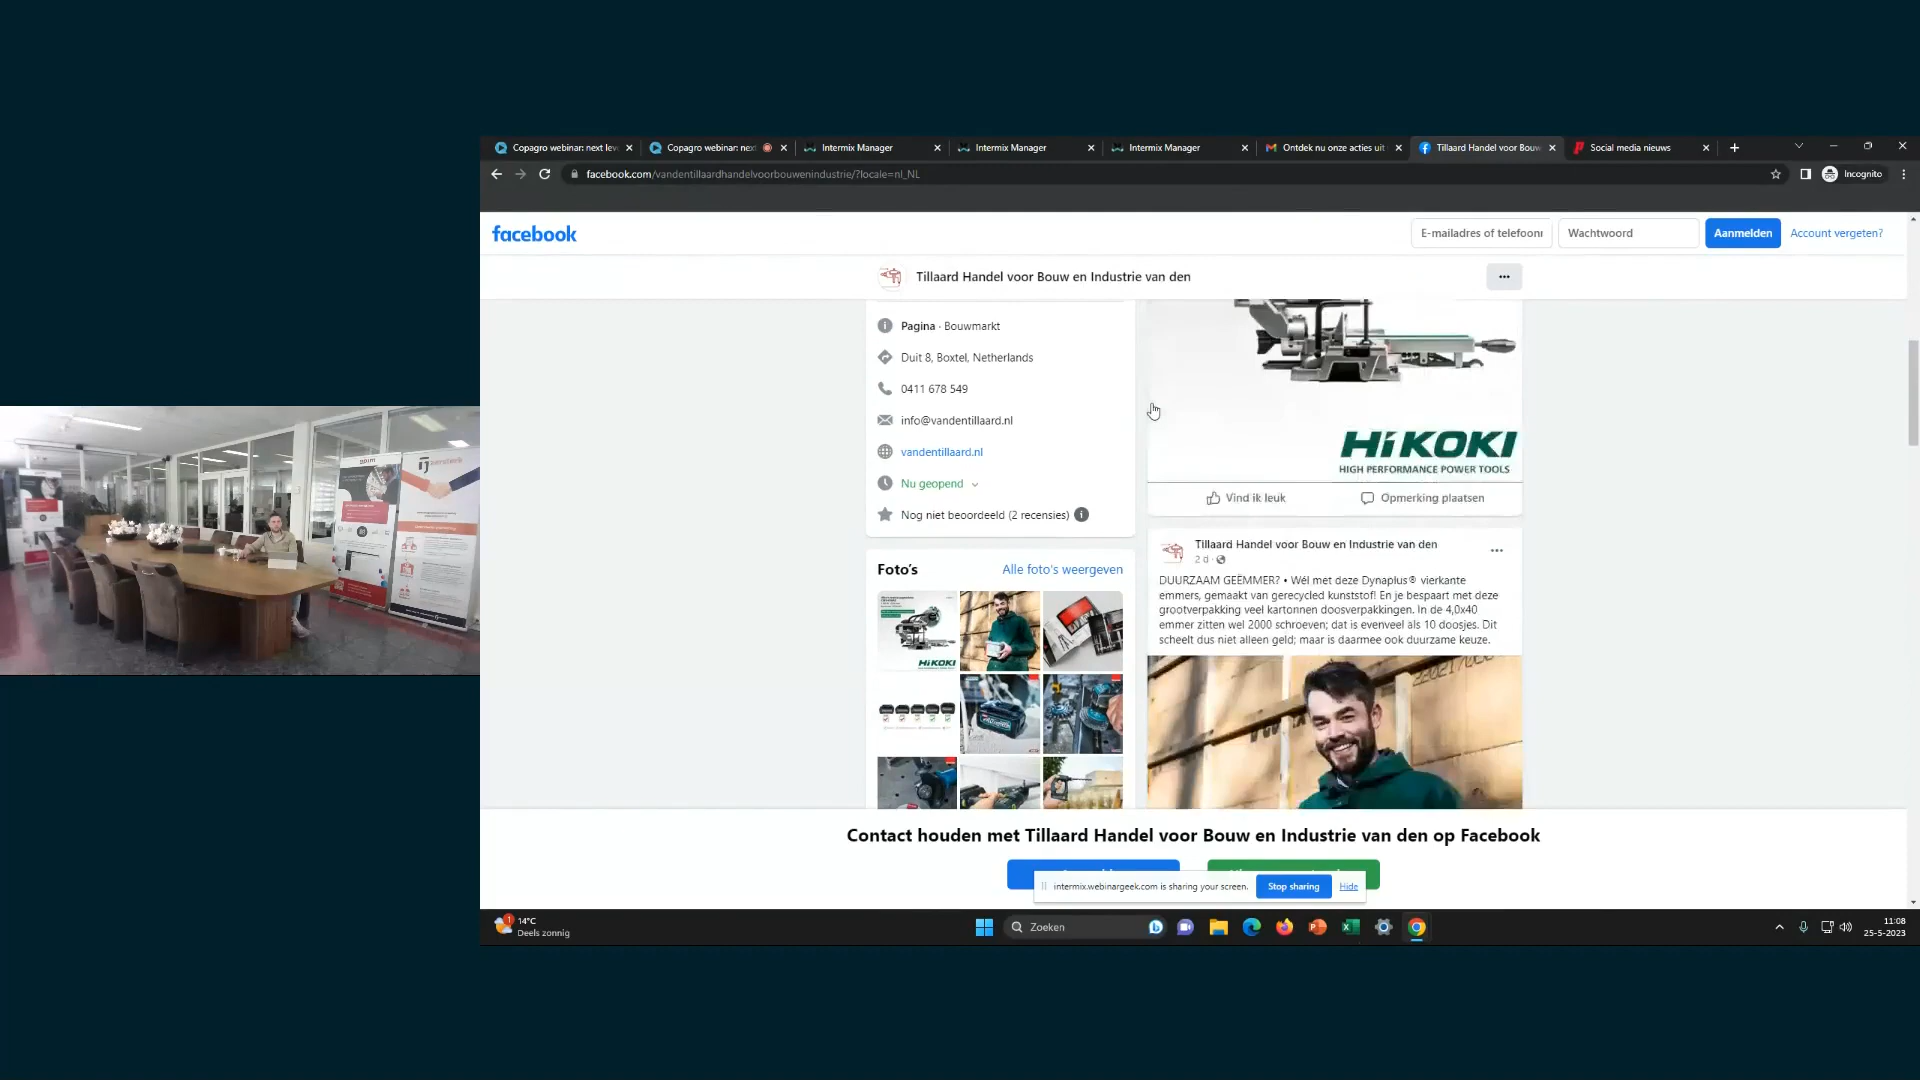 Copagro webinar: next lev
Copagro webinar: nex
Intermix Manager
Intermix Manager
Intermix Manager
Ontdek nu onze acties uit
Tillaard Handel voor Bouw
Social media nieuws
facebook.com/vandentillaardhandelvoorbouwenindustrie/?locale=nl_NL
Incognito
facebook
E-mailadres of telefoonn
Wachtwoord
Aanmelden
Account vergeten?
Tillaard Handel voor Bouw en Industrie van den
Pagina · Bouwmarkt
Duit 8, Boxtel, Netherlands
0411 678 549
info@vandentillaard.nl
vandentillaard.nl
Nu geopend
Nog niet beoordeeld (2 recensies)
Foto's
Alle foto's weergeven
HiKOKI
HiKOKI
HIGH PERFORMANCE POWER TOOLS
Vind ik leuk
Opmerking plaatsen
Tillaard Handel voor Bouw en Industrie van den
2 d ·
DUURZAAM GEËMMER? • Wél met deze Dynaplus® vierkante
emmers, gemaakt van gerecycled kunststof! En je bespaart met deze
grootverpakking veel kartonnen doosverpakkingen. In de 4,0x40
emmer zitten wel 2000 schroeven; dat is evenveel als 10 doosjes. Dit
scheelt dus niet alleen geld; maar is daarmee ook duurzame keuze.
Contact houden met Tillaard Handel voor Bouw en Industrie van den op Facebook
intermix.webinargeek.com is sharing your screen.
Stop sharing
Hide
1
14°C
Deels zonnig
Zoeken
11:08
25-5-2023